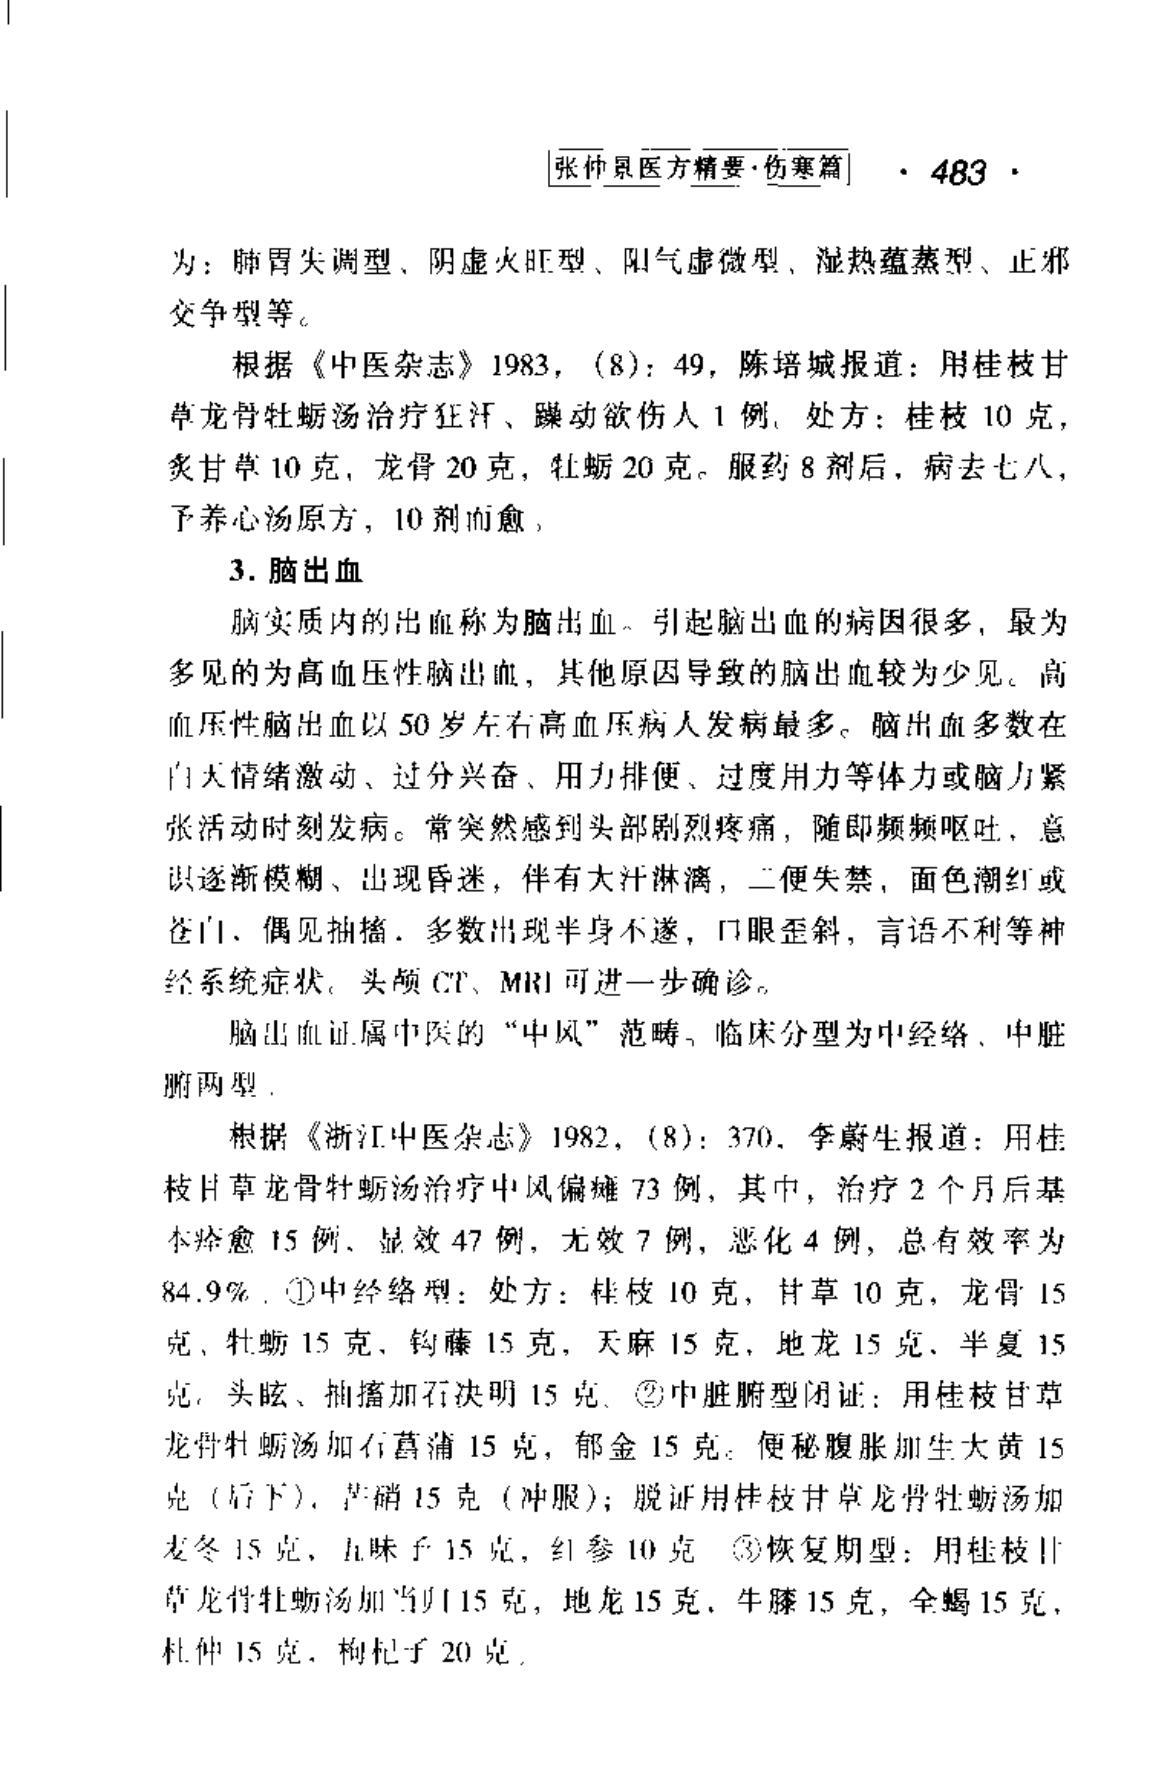 张仲景医方精要·伤寒篇 · 483 ·
为：肺胃失调型、阴虚火旺型、阳气虚微型、湿热蕴蒸型、正邪
交争型等。
根据《中医杂志》1983，（8）：49，陈培城报道：用桂枝甘
草龙骨牡蛎汤治疗狂汗、躁动欲伤人 1 例。处方：桂枝 10 克，
炙甘草 10 克，龙骨 20 克，牡蛎 20 克。服药 8 剂后，病去七八，
予养心汤原方，10 剂而愈。
3. 脑出血
脑实质内的出血称为脑出血。引起脑出血的病因很多，最为
多见的为高血压性脑出血，其他原因导致的脑出血较为少见。高
血压性脑出血以 50 岁左右高血压病人发病最多。脑出血多数在
白天情绪激动、过分兴奋、用力排便、过度用力等体力或脑力紧
张活动时刻发病。常突然感到头部剧烈疼痛，随即频频呕吐，意
识逐渐模糊、出现昏迷，伴有大汗淋漓，二便失禁，面色潮红或
苍白，偶见抽搐．多数出现半身不遂，口眼歪斜，言语不利等神
经系统症状。头颅 CT、MRI 可进一步确诊。
脑出血证属中医的“中风”范畴。临床分型为中经络、中脏
腑两型．
根据《浙江中医杂志》1982，（8）：370，李蔚生报道：用桂
枝甘草龙骨牡蛎汤治疗中风偏瘫 73 例，其中，治疗 2 个月后基
本痊愈 15 例、显效 47 例，无效 7 例，恶化 4 例，总有效率为
84.9%．①中经络型：处方：桂枝 10 克，甘草 10 克，龙骨 15
克、牡蛎 15 克、钩藤 15 克，天麻 15 克，地龙 15 克、半夏 15
克。头眩、抽搐加石决明 15 克．②中脏腑型闭证：用桂枝甘草
龙骨牡蛎汤加石菖蒲 15 克，郁金 15 克。便秘腹胀加生大黄 15
克（后下），芒硝 15 克（冲服）；脱证用桂枝甘草龙骨牡蛎汤加
麦冬 15 克，五味子 15 克，红参 10 克 ③恢复期型：用桂枝甘
草龙骨牡蛎汤加当归 15 克，地龙 15 克，牛膝 15 克，全蝎 15 克，
杜仲 15 克．枸杞子 20 克．